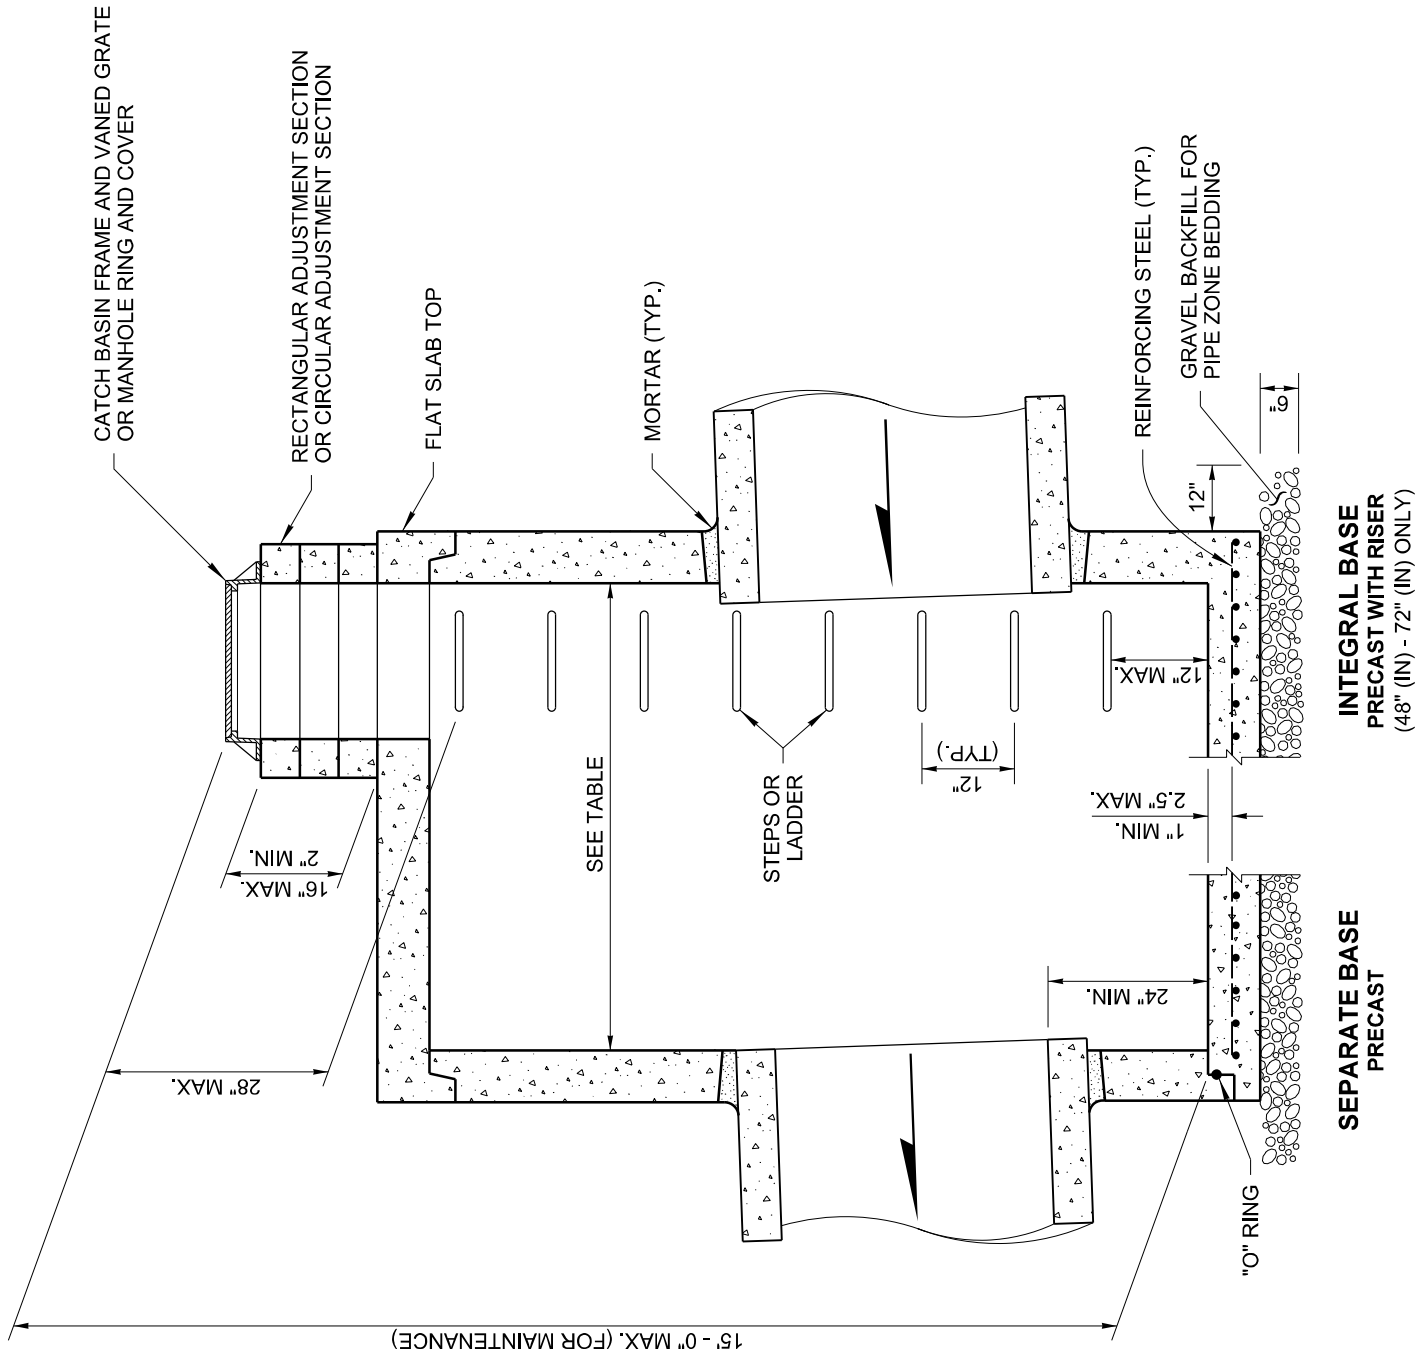 CATCH BASIN FRAME AND VANED GRATE
OR MANHOLE RING AND COVER
RECTANGULAR ADJUSTMENT SECTION
OR CIRCULAR ADJUSTMENT SECTION
FLAT SLAB TOP
MORTAR (TYP.)
REINFORCING STEEL (TYP.)
GRAVEL BACKFILL FOR
PIPE ZONE BEDDING
6"
12"
INTEGRAL BASE
PRECAST WITH RISER
(48" (IN) - 72" (IN) ONLY)
12" MAX.
12"
(TYP.)
STEPS OR
LADDER
SEE TABLE
1" MIN.
2.5" MAX.
16" MAX.
2" MIN.
28" MAX.
24" MIN.
SEPARATE BASE
PRECAST
"O" RING
15' - 0" MAX. (FOR MAINTENANCE)